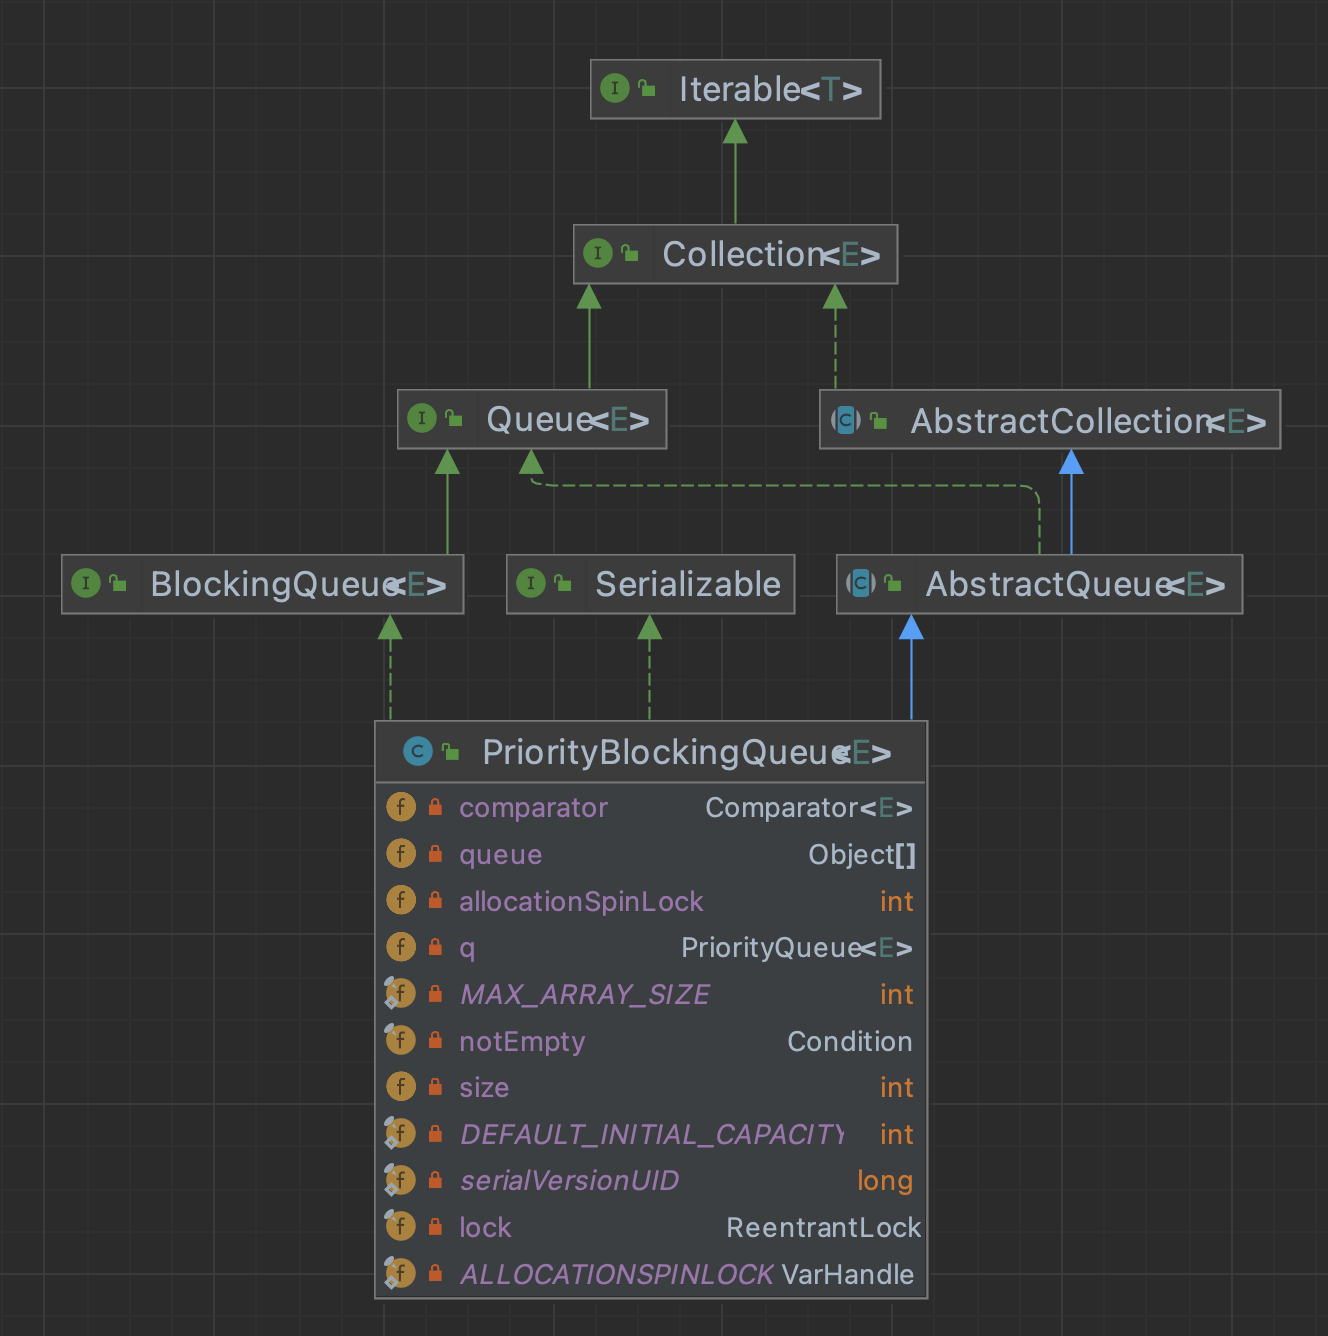 Iterable<T>
Collection<E>
Queue<E>
AbstractCollection<E>
BlockingQueue<E>
Serializable
AbstractQueue<E>
PriorityBlockingQueue<E>
comparator Comparator<E>
queue Object[]
allocationSpinLock int
q PriorityQueue<E>
MAX_ARRAY_SIZE int
notEmpty Condition
size int
DEFAULT_INITIAL_CAPACITY int
serialVersionUID long
lock ReentrantLock
ALLOCATIONSPINLOCK VarHandle